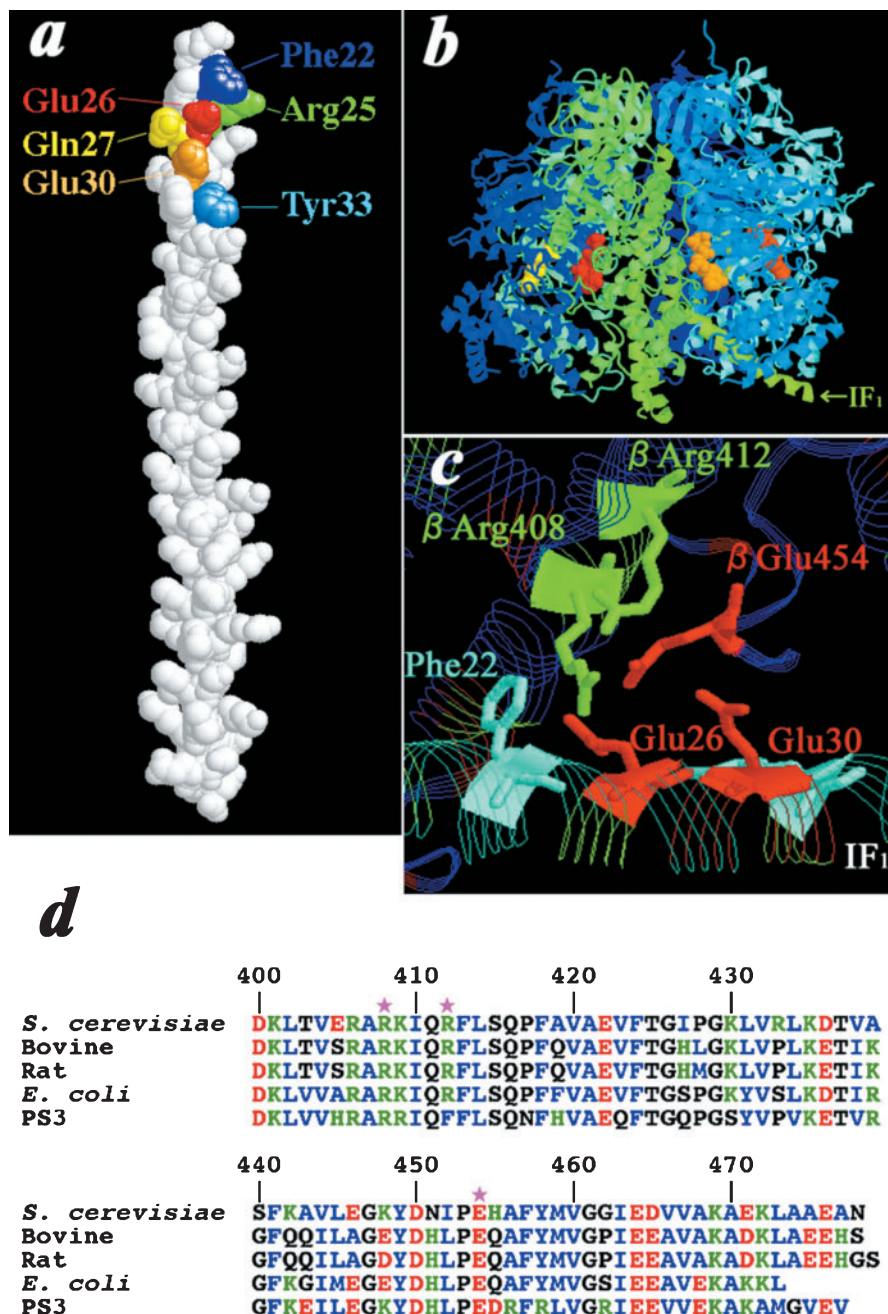 a
Phe22
Glu26
Arg25
Gln27
Glu30
Tyr33
b
←IF1
c
β Arg412
β Arg408
β Glu454
Phe22
Glu26
Glu30
IF1
d
400 410 420 430
★ ★
S. cerevisiae DKLTVERARKIQRFLSQPFAVAEVFTGIPGKLVRLKDTVA
Bovine DKLTVSRARKIQRFLSQPFQVAEVFTGHLGKLVPLKETIK
Rat DKLTVSRARKIQRFLSQPFQVAEVFTGHMGKLVPLKETIK
E. coli DKLVVARARKIQRFLSQPFFVAEVFTGSPGKYVSLKDTIR
PS3 DKLVVHRARRIQFFLSQNFHVAEQFTGQPGSYVPVKETVR
440 450 460 470
★
S. cerevisiae SFKAVLEGKYDNIPEHAFYMVGGIEDVVAKAEKLAAEAN
Bovine GFQQILAGEYDHLPEQAFYMVGPIEEAVAKADKLAEEHS
Rat GFQQILAGDYDHLPEQAFYMVGPIEEAVAKADKLAEEHGS
E. coli GFKGIMEGEYDHLPEQAFYMVGSIEEAVEKAKKL
PS3 GFKEILEGKYDHLPEDRFRLVGRIEEVVEKAKAMGVEV